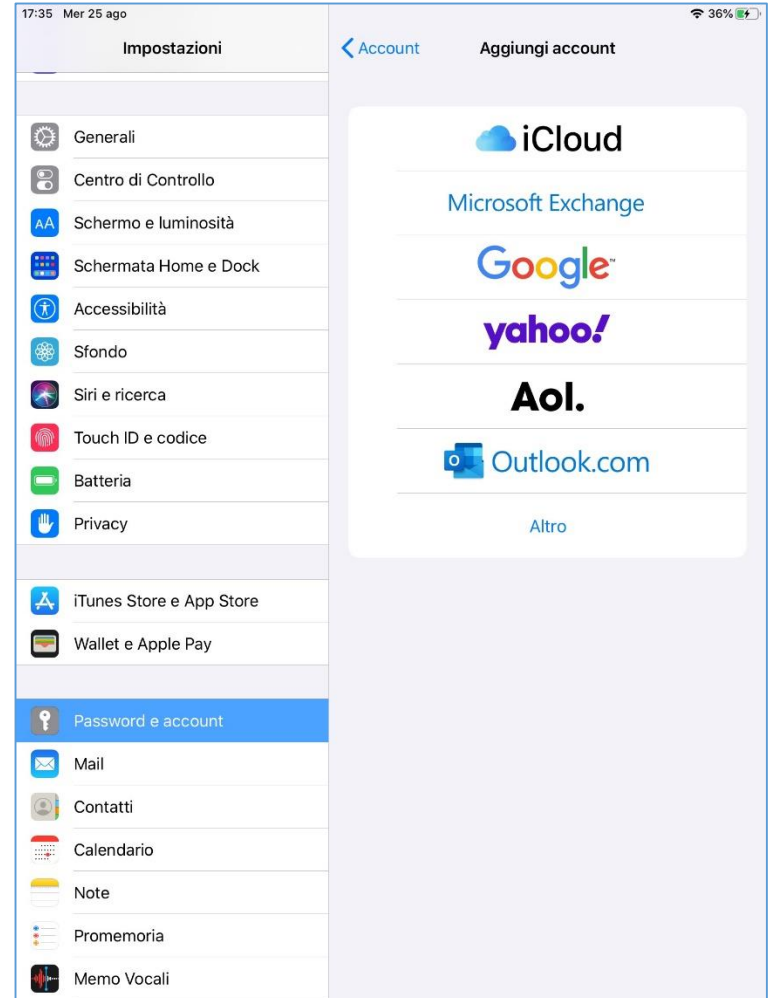 17:35 Mer 25 ago
36%
Impostazioni
Account
Aggiungi account
Generali
Centro di Controllo
AA Schermo e luminosità
Schermata Home e Dock
Accessibilità
Sfondo
Siri e ricerca
Touch ID e codice
Batteria
Privacy
iTunes Store e App Store
Wallet e Apple Pay
Password e account
Mail
Contatti
Calendario
Note
Promemoria
Memo Vocali
iCloud
Microsoft Exchange
Google™
yahoo!
Aol.
Outlook.com
Altro